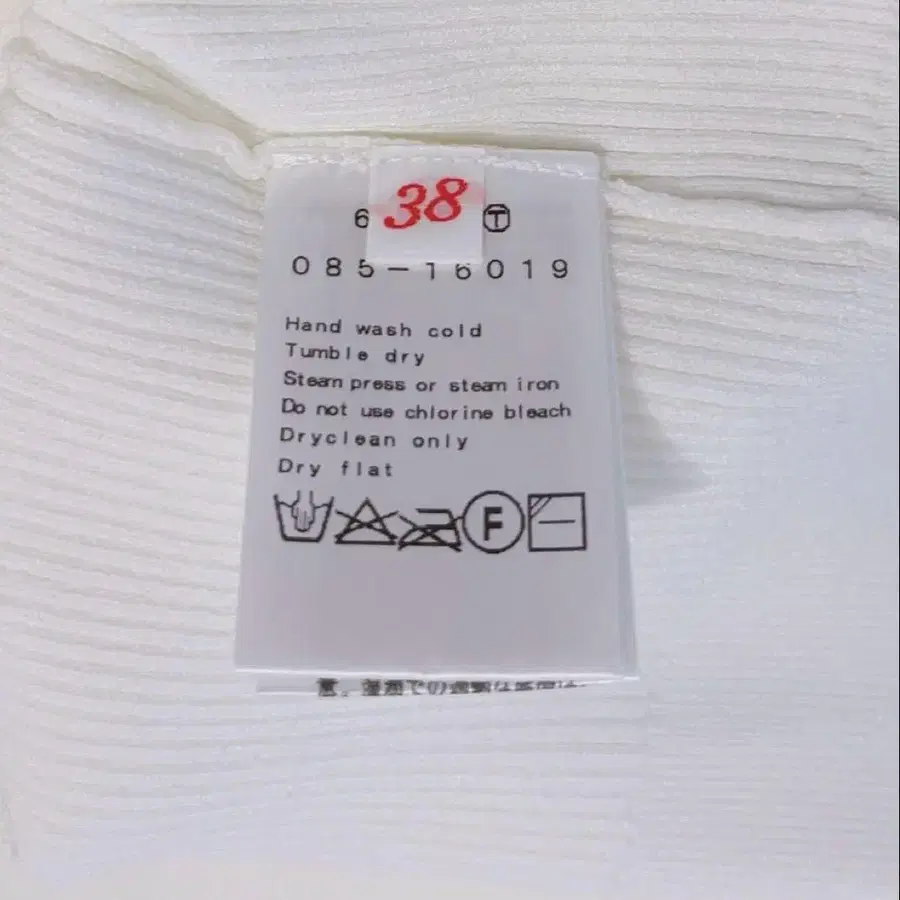 38
6 T
085-16019
Hand wash cold
Tumble dry
Steam press or steam iron
Do not use chlorine bleach
Dryclean only
Dry flat
F